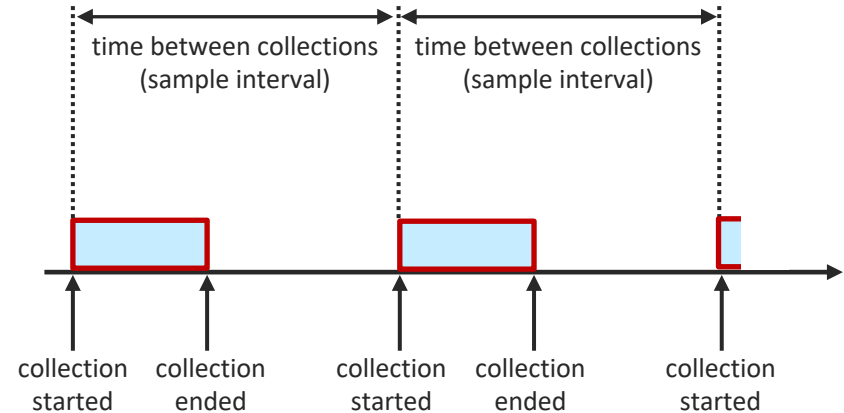 time between collections
(sample interval)
time between collections
(sample interval)
collection
started
collection
ended
collection
started
collection
ended
collection
started